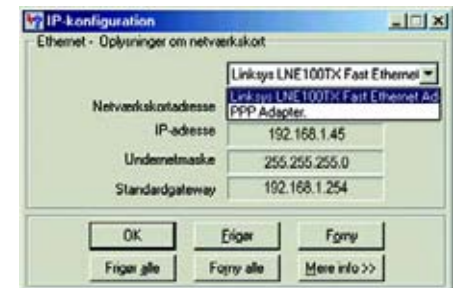 IP-konfiguration
Ethernet - Oplysninger om netværkskort
Linksys LNE100TX Fast Ethernet
Linksys LNE100TX Fast Ethernet Ad
PPP Adapter.
Netværkskortadresse
IP-adresse 192.168.1.45
Undernetmaske 255.255.255.0
Standardgateway 192.168.1.254
OK Frigør Forny
Frigør alle Forny alle Mere info >>